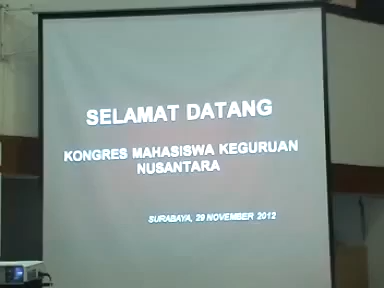 SELAMAT DATANG
KONGRES MAHASISWA KEGURUAN
NUSANTARA
SURABAYA, 29 NOVEMBER 2012